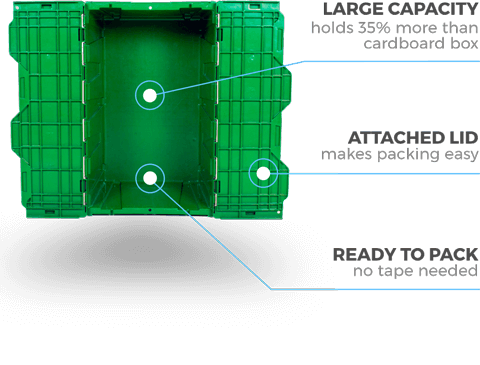 LARGE CAPACITY
holds 35% more than
cardboard box
ATTACHED LID
makes packing easy
READY TO PACK
no tape needed